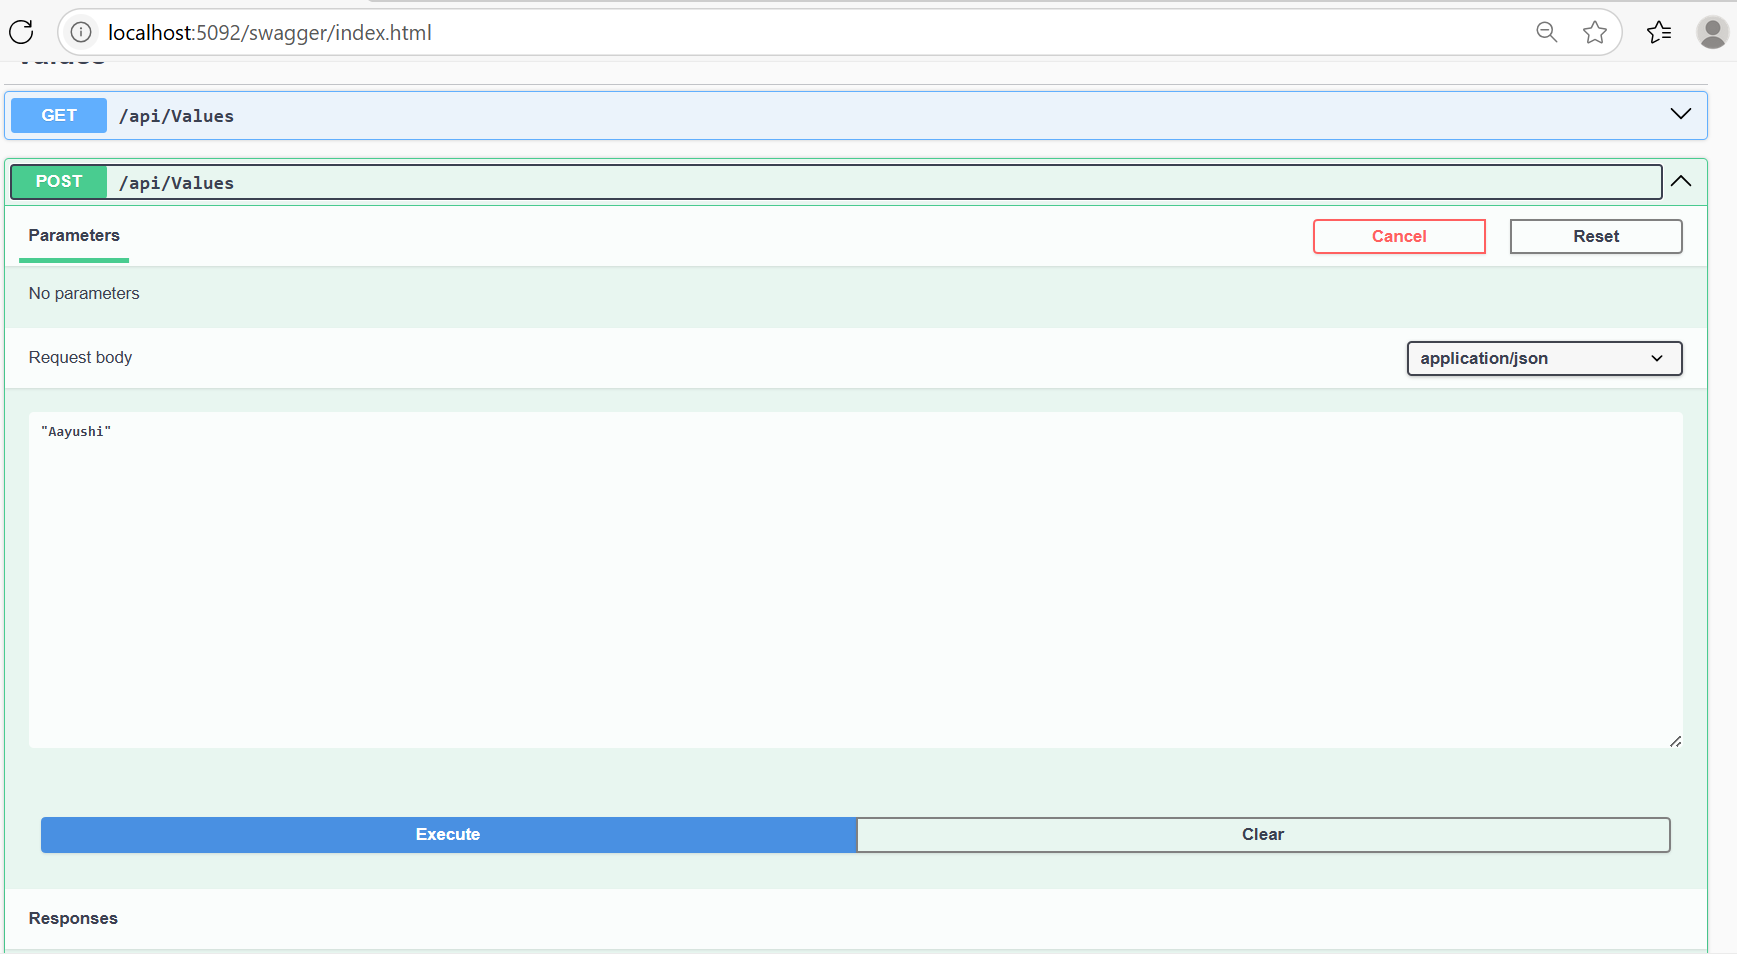 localhost:5092/swagger/index.html
Values
GET /api/Values
POST /api/Values
Parameters Cancel Reset
No parameters
Request body application/json
"Aayushi"
Execute Clear
Responses